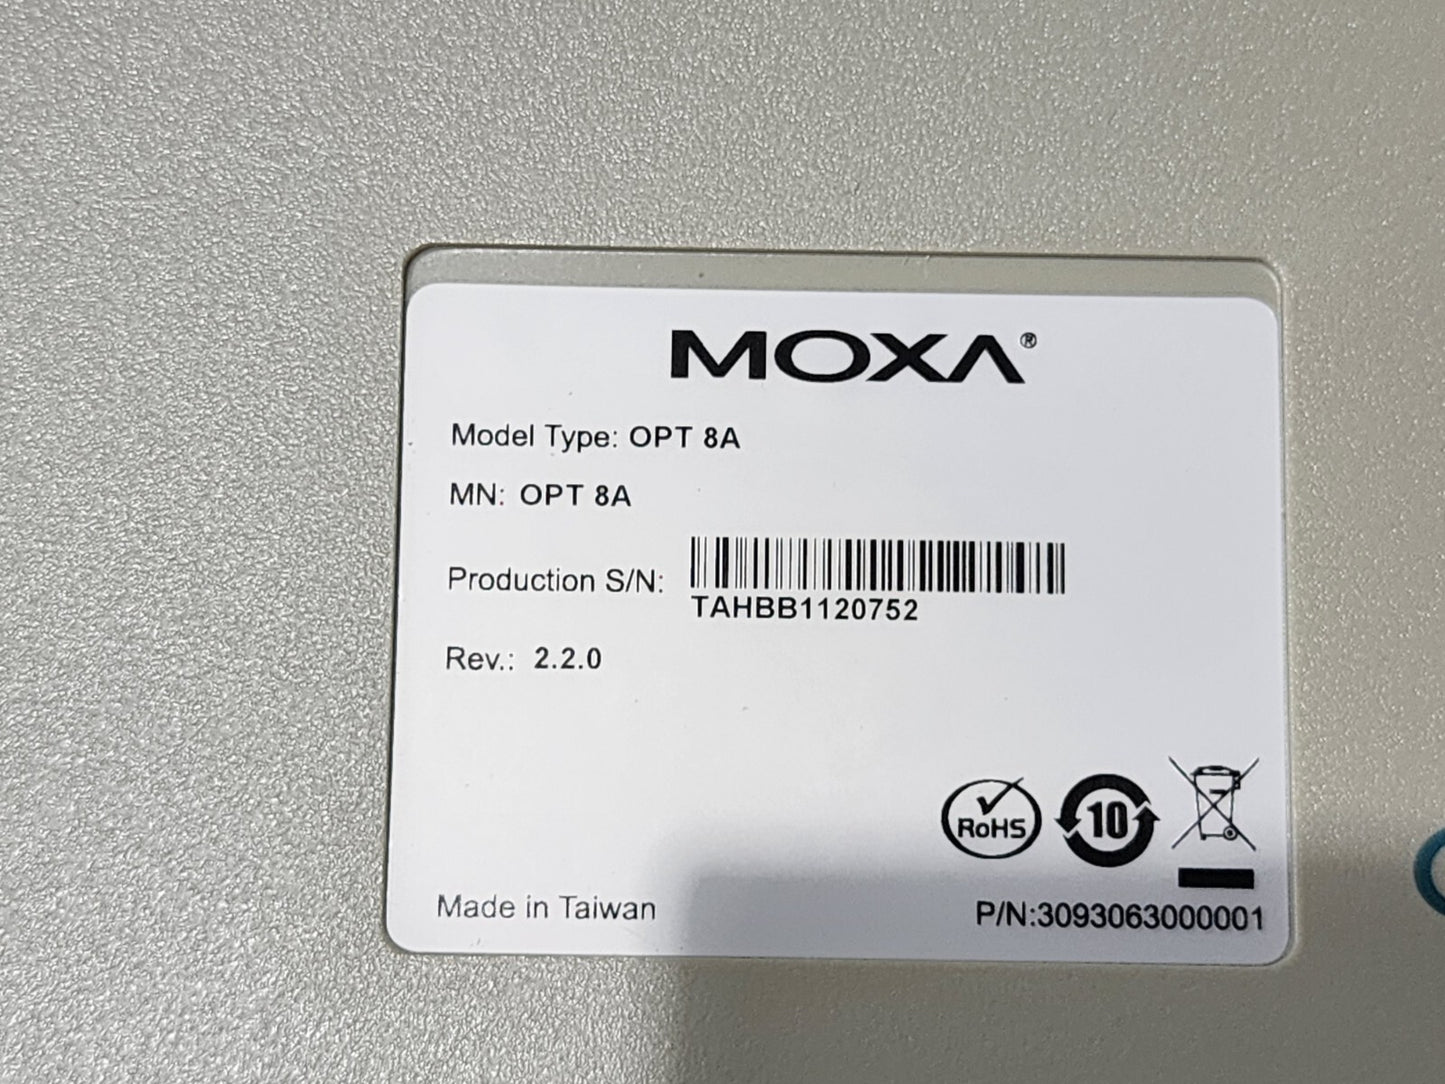 MOXA®
Model Type: OPT 8A
MN: OPT 8A
Production S/N:
TAHBB1120752
Rev.: 2.2.0
RoHS
10
Made in Taiwan
P/N:3093063000001